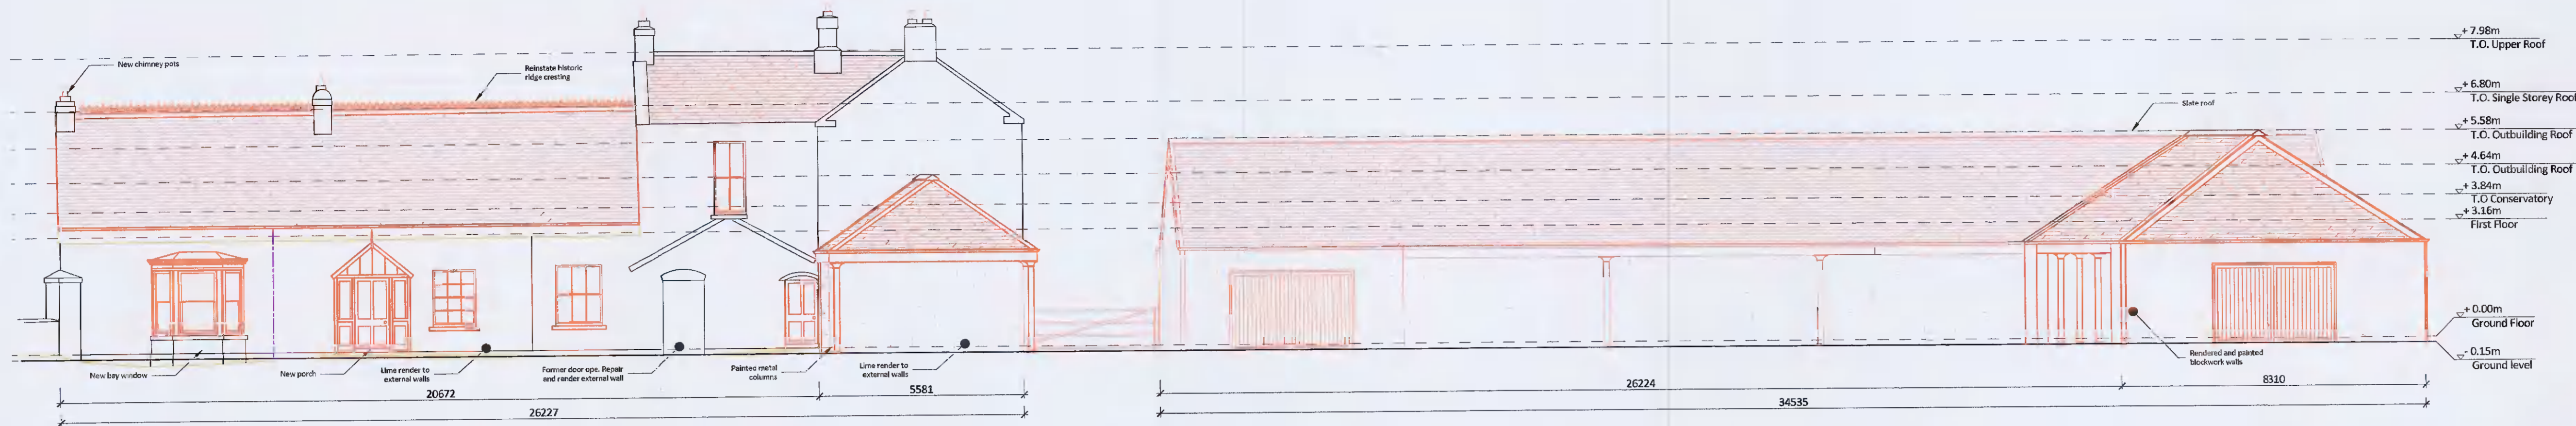 + 7.98m
T.O. Upper Roof
New chimney pots
Reinstate historic
ridge cresting
+ 6.80m
T.O. Single Storey Roof
Slate roof
+ 5.58m
T.O. Outbuilding Roof
+ 4.64m
T.O. Outbuilding Roof
+ 3.84m
T.O Conservatory
+ 3.16m
First Floor
+ 0.00m
Ground Floor
- 0.15m
Ground level
New bay window
New porch
Lime render to
external walls
Former door ope. Repair
and render external wall
Painted metal
columns
Lime render to
external walls
Rendered and painted
blockwork walls
20672
5581
26224
8310
26227
34535